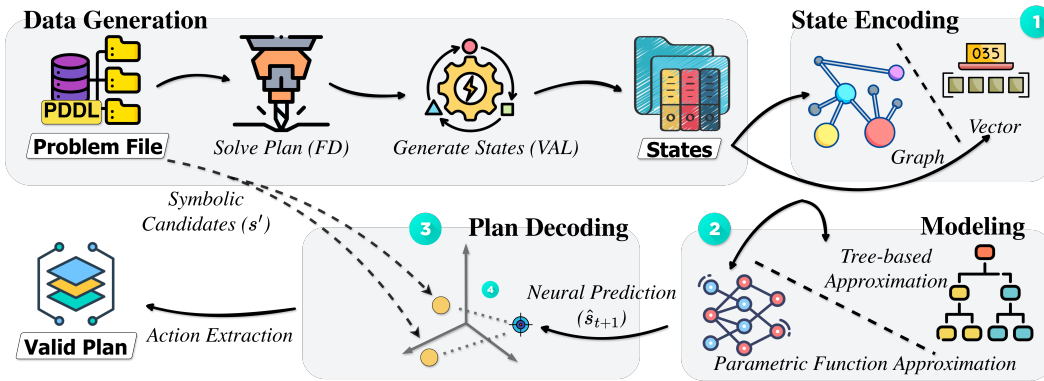 Data Generation
State Encoding
1
PDDL
Problem File
Solve Plan (FD)
Generate States (VAL)
States
035
Vector
Graph
Symbolic
Candidates (s′)
3
Plan Decoding
2
Modeling
Tree-based
Approximation
4
Neural Prediction
(ŝₜ₊₁)
Action Extraction
Valid Plan
Parametric Function Approximation